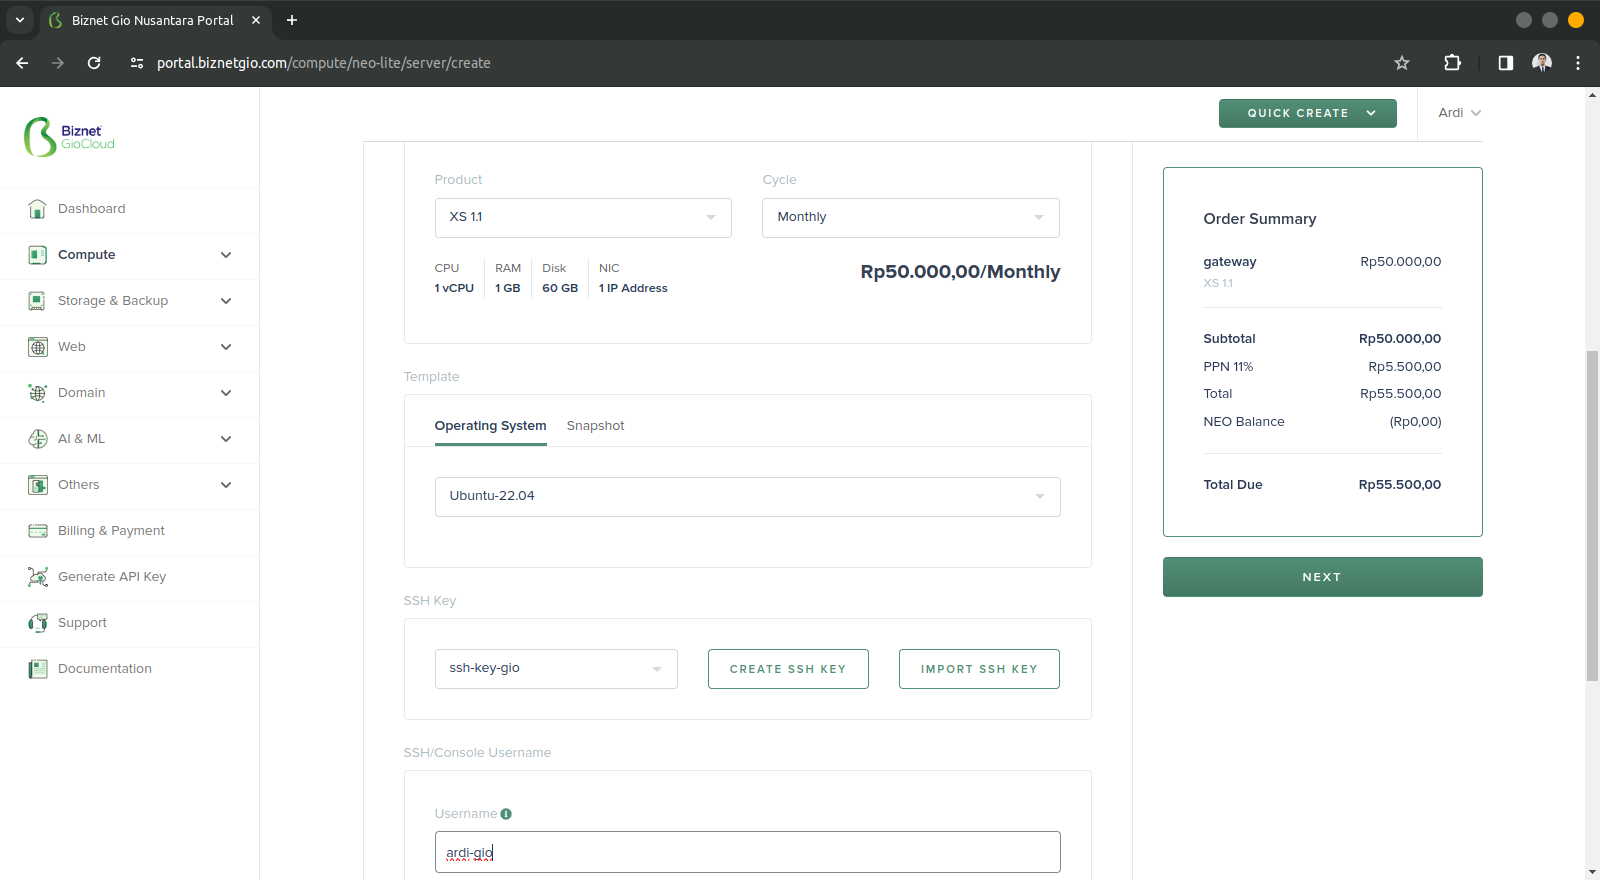 Biznet Gio Nusantara Portal
portal.biznetgio.com/compute/neo-lite/server/create
Biznet
GioCloud
QUICK CREATE
Ardi
Dashboard
Compute
Storage & Backup
Web
Domain
AI & ML
Others
Billing & Payment
Generate API Key
Support
Documentation
Product
Cycle
XS 1.1
Monthly
CPU
RAM
Disk
NIC
1 vCPU
1 GB
60 GB
1 IP Address
Rp50.000,00/Monthly
Template
Operating System
Snapshot
Ubuntu-22.04
SSH Key
ssh-key-gio
CREATE SSH KEY
IMPORT SSH KEY
SSH/Console Username
Username
ardi-gio
Order Summary
gateway Rp50.000,00
XS 1.1
Subtotal Rp50.000,00
PPN 11% Rp5.500,00
Total Rp55.500,00
NEO Balance (Rp0,00)
Total Due Rp55.500,00
NEXT